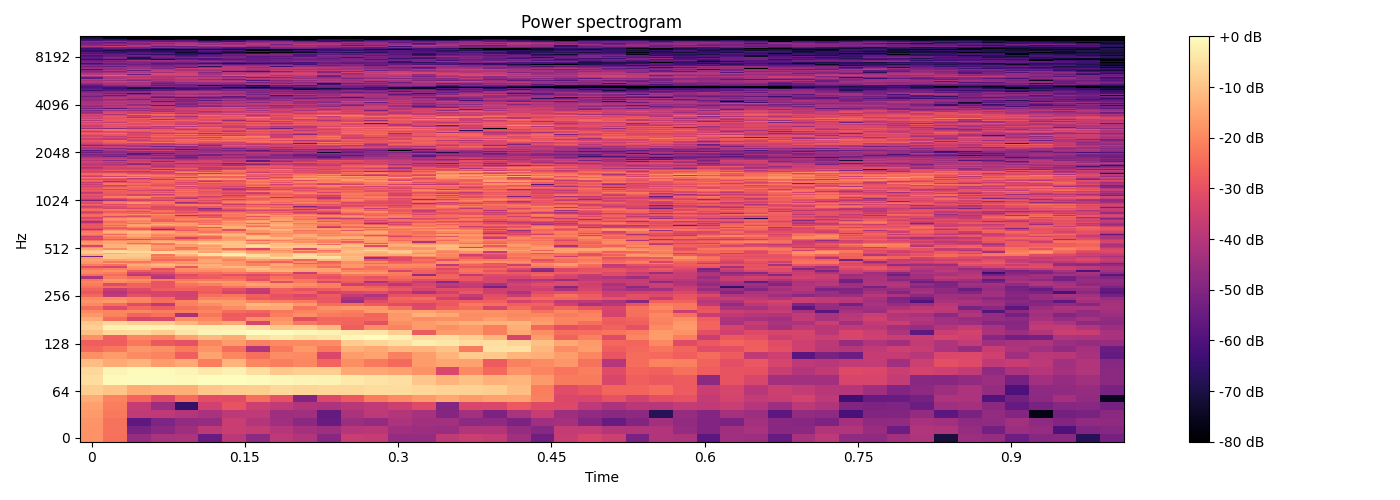 Power spectrogram
Hz
8192
4096
2048
1024
512
256
128
64
0
0 0.15 0.3 0.45 0.6 0.75 0.9
Time
+0 dB
-10 dB
-20 dB
-30 dB
-40 dB
-50 dB
-60 dB
-70 dB
-80 dB